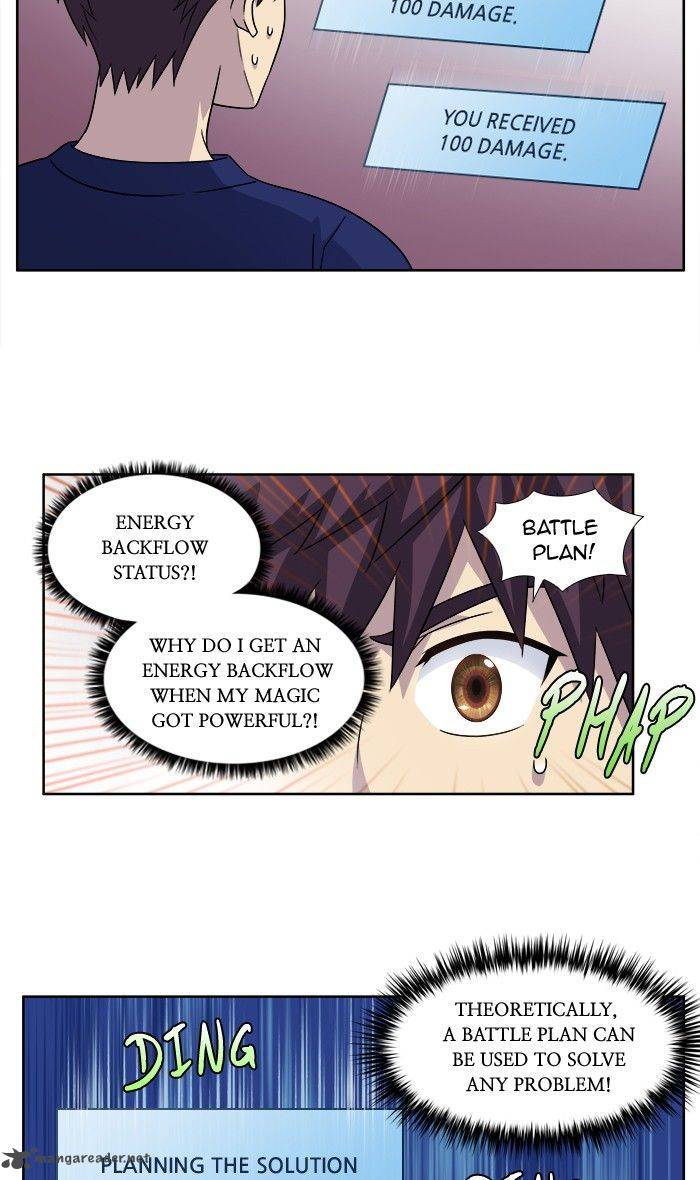 100 DAMAGE.
YOU RECEIVED
100 DAMAGE.
ENERGY
BACKFLOW
STATUS?!
BATTLE
PLAN!
WHY DO I GET AN
ENERGY BACKFLOW
WHEN MY MAGIC
GOT POWERFUL?!
PHAP
THEORETICALLY,
A BATTLE PLAN CAN
BE USED TO SOLVE
ANY PROBLEM!
DING
PLANNING THE SOLUTION
mangareader.net